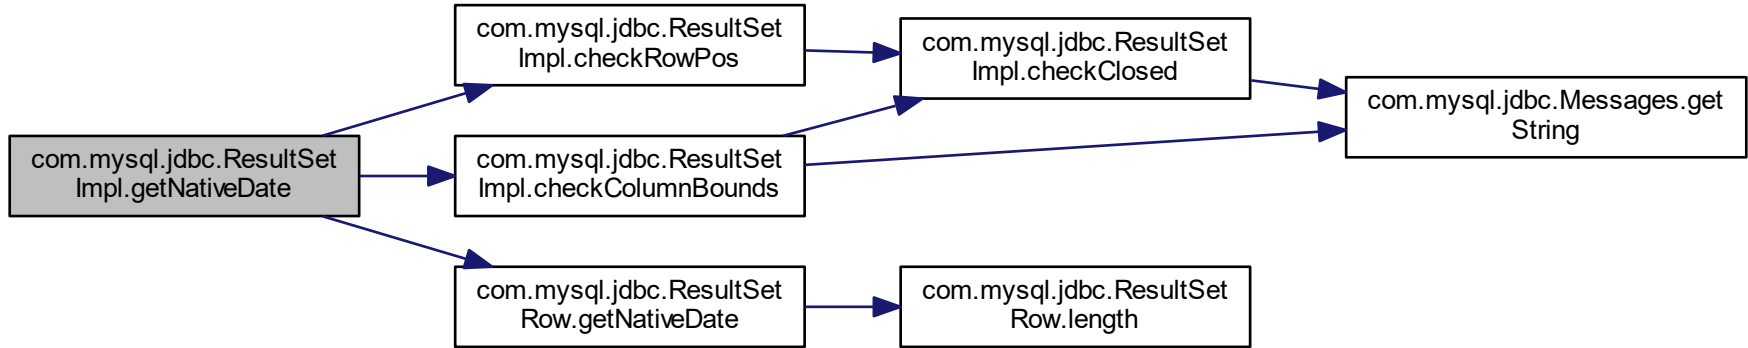 com.mysql.jdbc.ResultSet
Impl.getNativeDate
com.mysql.jdbc.ResultSet
Impl.checkRowPos
com.mysql.jdbc.ResultSet
Impl.checkColumnBounds
com.mysql.jdbc.ResultSet
Row.getNativeDate
com.mysql.jdbc.ResultSet
Impl.checkClosed
com.mysql.jdbc.ResultSet
Row.length
com.mysql.jdbc.Messages.get
String